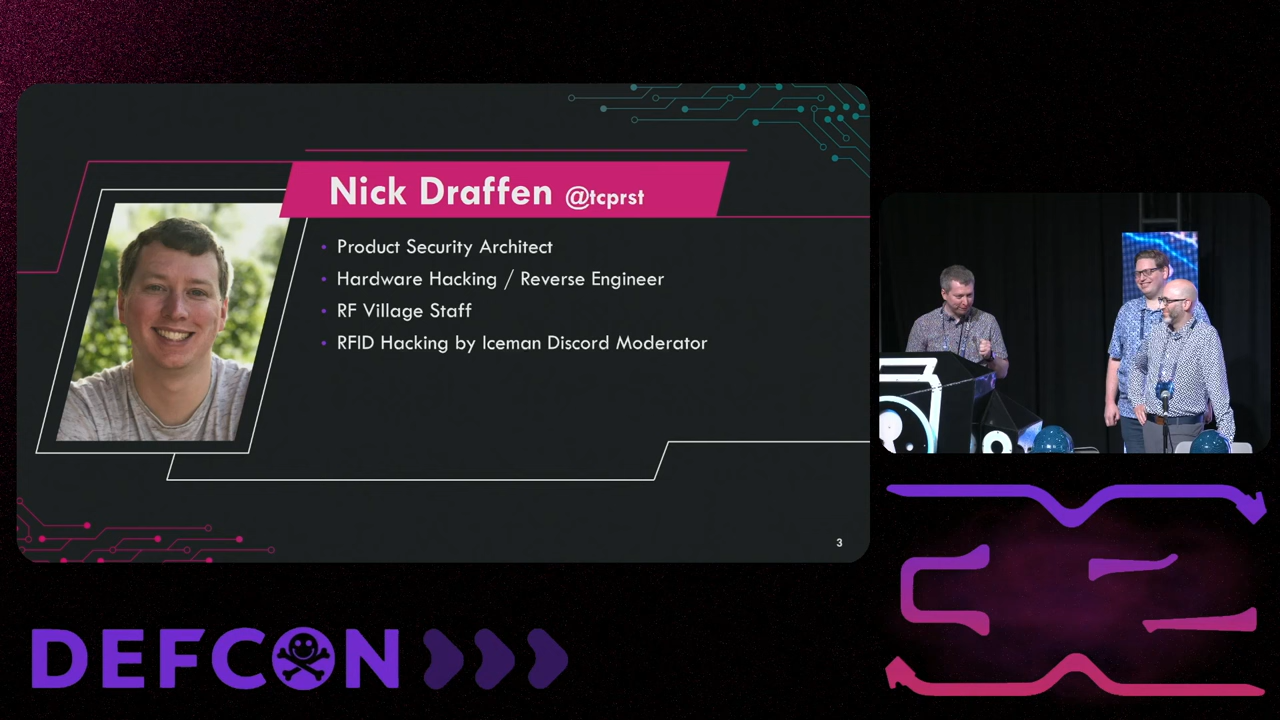 Nick Draffen @tcprst
• Product Security Architect
• Hardware Hacking / Reverse Engineer
• RF Village Staff
• RFID Hacking by Iceman Discord Moderator
3
DEFCON